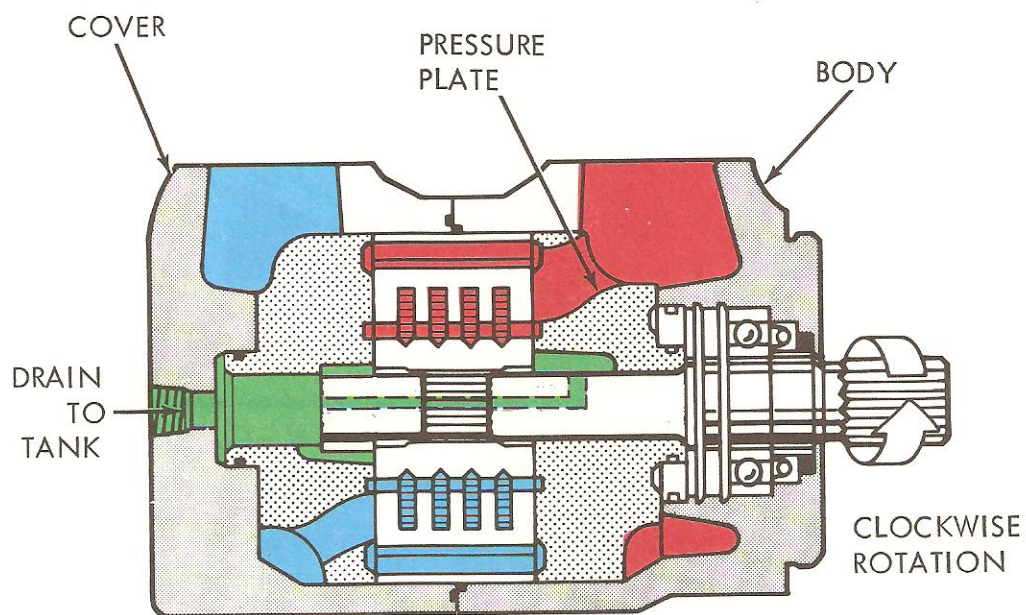 COVER
PRESSURE
PLATE
BODY
DRAIN
TO
TANK
CLOCKWISE
ROTATION